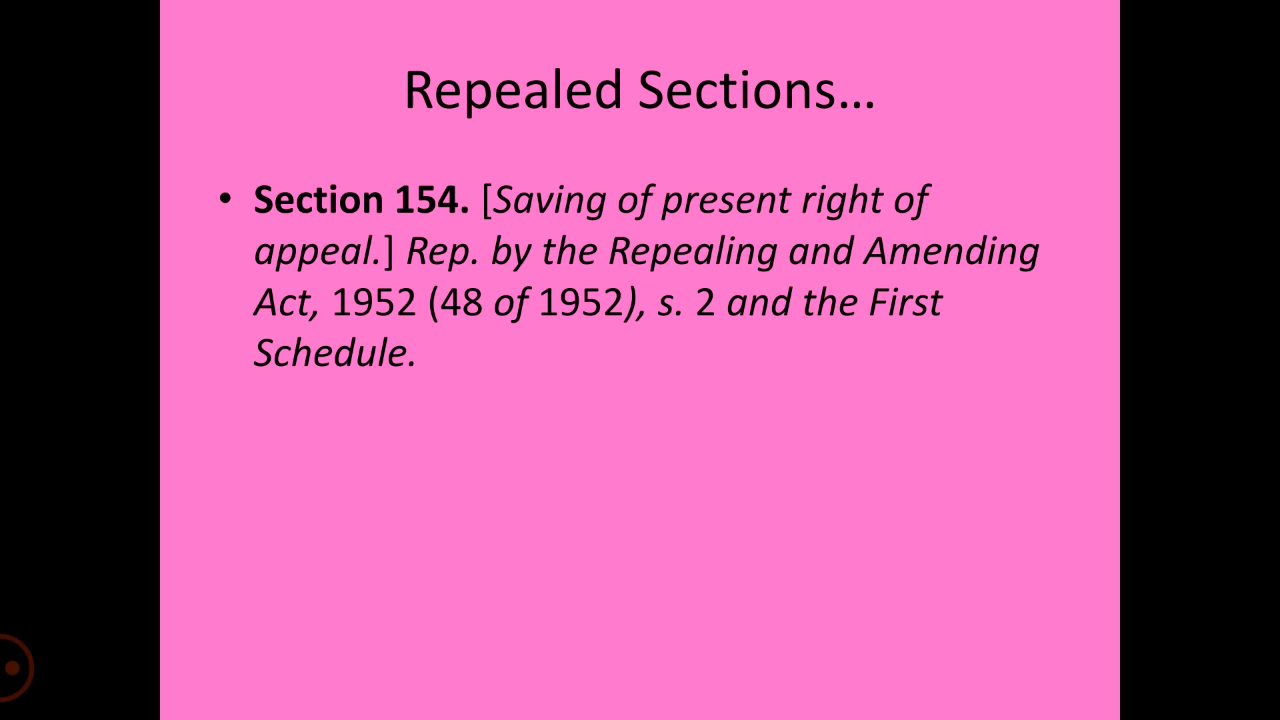 Repealed Sections…
• Section 154. [Saving of present right of
appeal.] Rep. by the Repealing and Amending
Act, 1952 (48 of 1952), s. 2 and the First
Schedule.